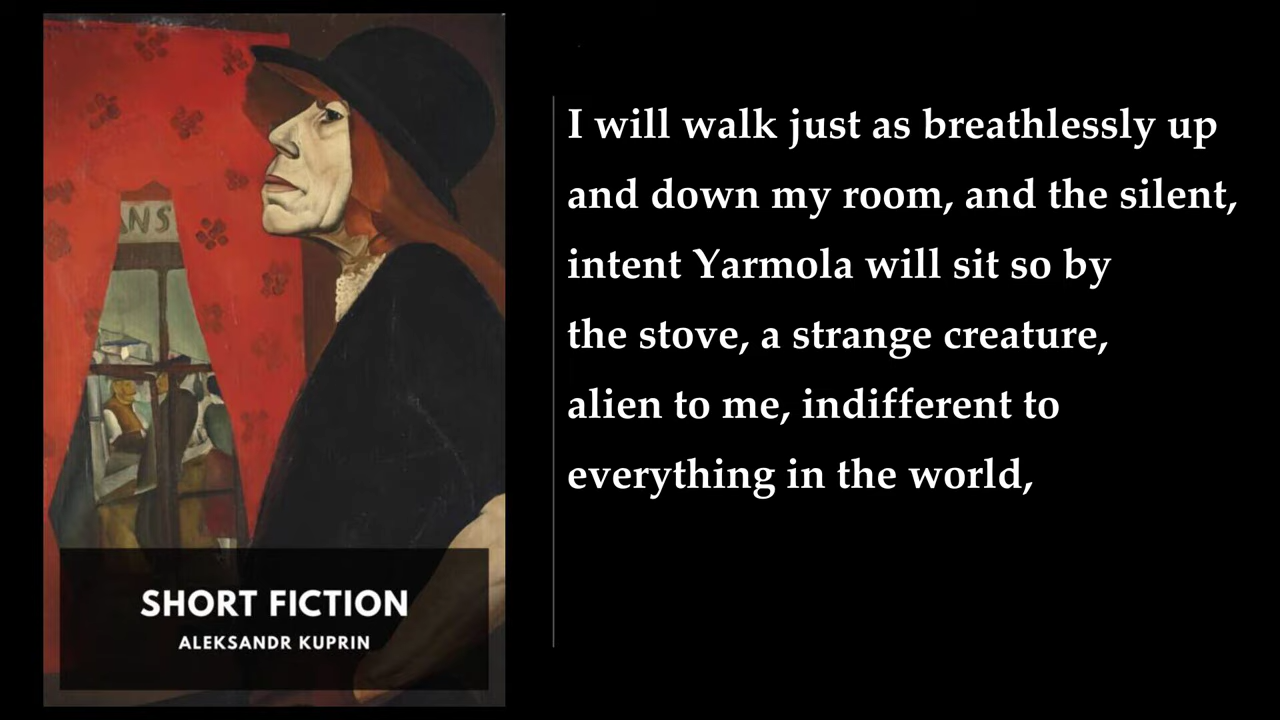 ANS
SHORT FICTION
ALEKSANDR KUPRIN
I will walk just as breathlessly up
and down my room, and the silent,
intent Yarmola will sit so by
the stove, a strange creature,
alien to me, indifferent to
everything in the world,